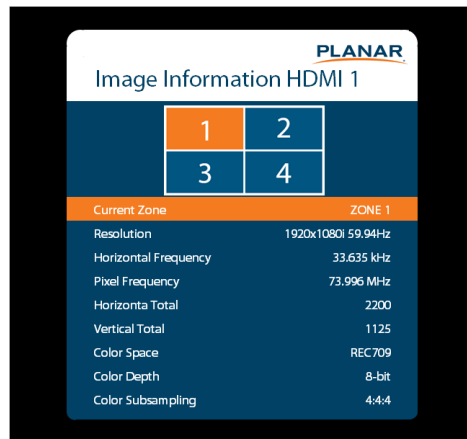 PLANAR
Image Information HDMI 1
1 2
3 4
Current Zone ZONE 1
Resolution 1920x1080i 59.94Hz
Horizontal Frequency 33.635 kHz
Pixel Frequency 73.996 MHz
Horizonta Total 2200
Vertical Total 1125
Color Space REC709
Color Depth 8-bit
Color Subsampling 4:4:4